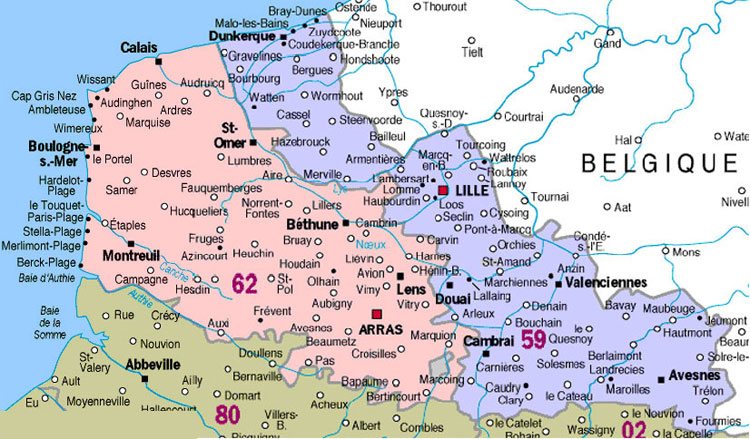 Bray-Dunes
Ostende
Thourout
Malo-les-Bains
Nieuport
Dunkerque
Zuydcoote
Coudekerque-Branche
Gand
Tielt
Calais
Gravelines
Hondshoote
Bergues
Bourbourg
Wissant
Guînes
Audruicq
Ypres
Audenarde
Cap Gris Nez
Watten
Wormhout
Ambleteuse
Audinghen
Ardres
Quesnoy-
s.-D.
Courtrai
Marquise
Cassel
Steenvoorde
Wimereux
St-
Omer
Bailleul
Tourcoing
Hal
Wate
Boulogne-
s.-Mer
Hazebrouck
Armentières
Marcq-
en-B.
Wattrelos
BELGIQUE
le Portel
Lumbres
Merville
Roubaix
Desvres
Aire
Lambersart
Lannoy
Hardelot-
Plage
Samer
Fauquemberges
Lys
Lomme
LILLE
Tournai
Nivell
Haubourdin
Loos
le Touquet-
Paris-Plage
Hucqueliers
Norrent-
Fontes
Lillers
Seclin
Cysoing
Aat
Étaples
Béthune
Cambrin
Pont-à-Marcq
Stella-Plage
Fruges
Bruay
Nœux
Carvin
Orchies
Condé-
s.-l'E.
Merlimont-Plage
Montreuil
Azincourt
Heuchin
Houdain
Liévin
Harnes
Mons
Berck-Plage
Canche
Avion
Hénin-B.
St-Amand
Anzin
Baie d'Authie
Campagne
Hesdin
62
St-
Pol
Olhain
Vimy
Lens
Marchiennes
Valenciennes
Authie
Aubigny
Vitry
Douai
Lallaing
Denain
Bavay
Maubeuge
Baie
de la
Somme
Rue
Crécy
Auxi
Frévent
Avesnes
ARRAS
Arleux
Bouchain
Jeumont
Beaumetz
Marquion
59
le
Quesnoy
Hautmont
Beaum
Nouvion
Doullens
Croisilles
Cambrai
Berlaimont
Solre-le-
St-
Valery
Abbeville
Pas
Carnières
Solesmes
Landrecies
Ault
Ailly
Bernaville
Bapaume
Marcoing
Caudry
Maroilles
Avesnes
Eu
Moyenneville
Domart
Bertincourt
Clary
le Cateau
Trélon
Hallencourt
80
Acheux
le Nouvion
Fourmies
Villers-
B.
Albert
Combles
le Catelet
Wassigny
02
la Capelle
Picquigny
Bohain